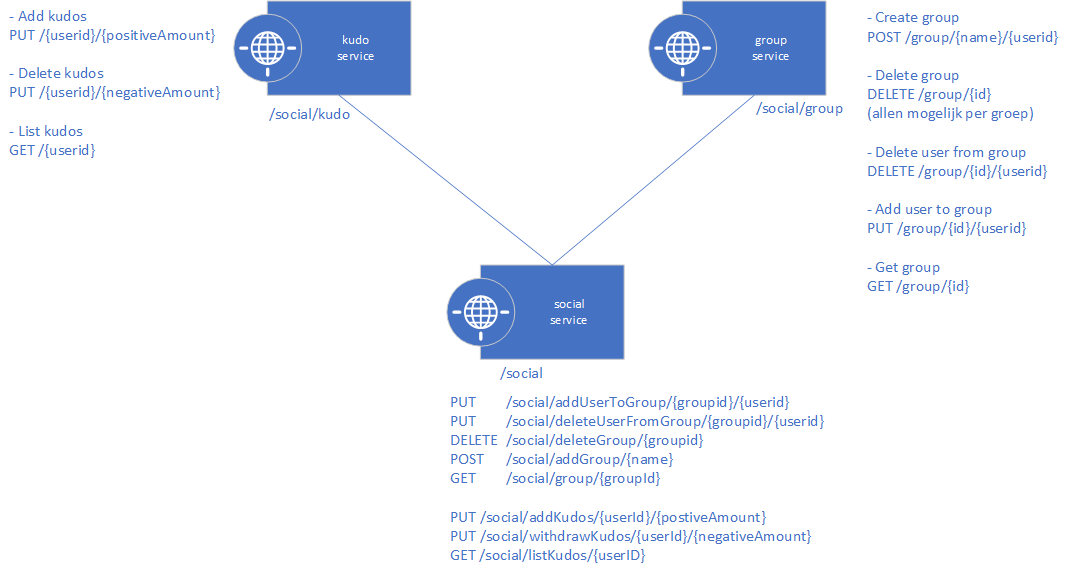 - Add kudos
PUT /{userid}/{positiveAmount}
- Delete kudos
PUT /{userid}/{negativeAmount}
- List kudos
GET /{userid}
kudo
service
/social/kudo
group
service
/social/group
- Create group
POST /group/{name}/{userid}
- Delete group
DELETE /group/{id}
(allen mogelijk per groep)
- Delete user from group
DELETE /group/{id}/{userid}
- Add user to group
PUT /group/{id}/{userid}
- Get group
GET /group/{id}
social
service
/social
PUT /social/addUserToGroup/{groupid}/{userid}
PUT /social/deleteUserFromGroup/{groupid}/{userid}
DELETE /social/deleteGroup/{groupid}
POST /social/addGroup/{name}
GET /social/group/{groupId}
PUT /social/addKudos/{userId}/{postiveAmount}
PUT /social/withdrawKudos/{userId}/{negativeAmount}
GET /social/listKudos/{userID}